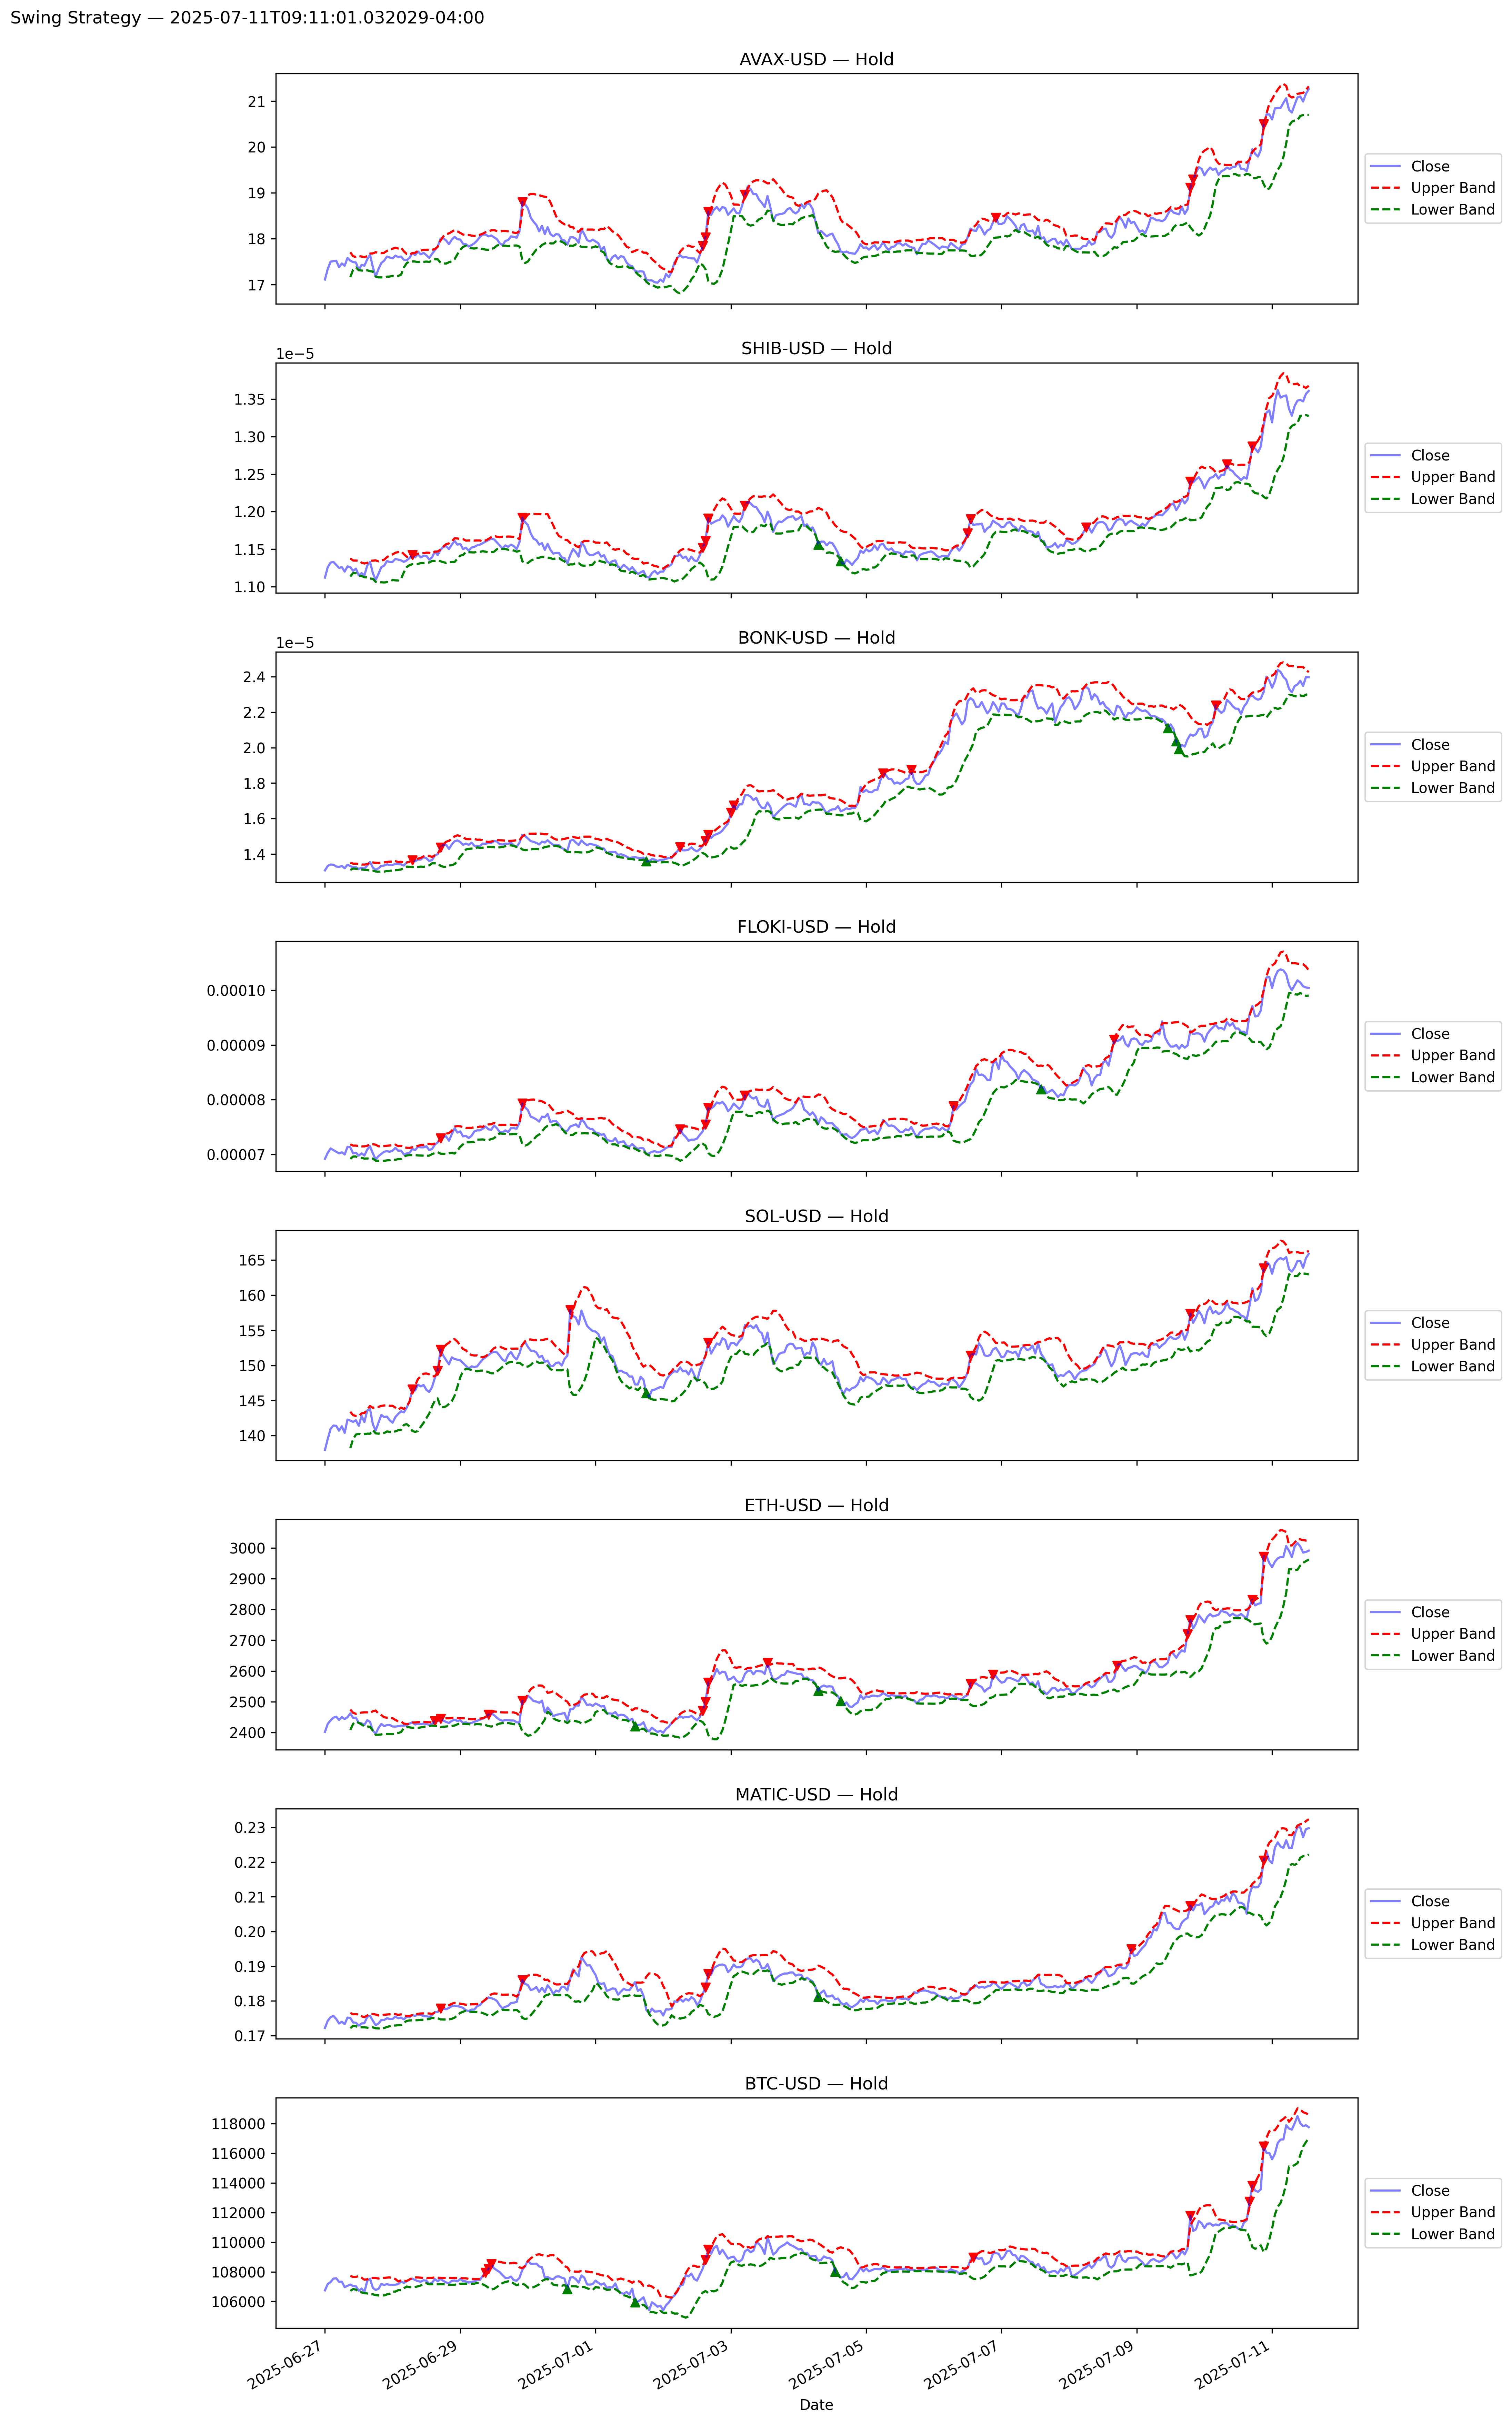 Swing Strategy — 2025-07-11T09:11:01.032029-04:00
AVAX-USD — Hold
21
20
19
18
17
Close
Upper Band
Lower Band
1e−5
SHIB-USD — Hold
1.35
1.30
1.25
1.20
1.15
1.10
Close
Upper Band
Lower Band
1e−5
BONK-USD — Hold
2.4
2.2
2.0
1.8
1.6
1.4
Close
Upper Band
Lower Band
FLOKI-USD — Hold
0.00010
0.00009
0.00008
0.00007
Close
Upper Band
Lower Band
SOL-USD — Hold
165
160
155
150
145
140
Close
Upper Band
Lower Band
ETH-USD — Hold
3000
2900
2800
2700
2600
2500
2400
Close
Upper Band
Lower Band
MATIC-USD — Hold
0.23
0.22
0.21
0.20
0.19
0.18
0.17
Close
Upper Band
Lower Band
BTC-USD — Hold
118000
116000
114000
112000
110000
108000
106000
Close
Upper Band
Lower Band
2025-06-27
2025-06-29
2025-07-01
2025-07-03
2025-07-05
2025-07-07
2025-07-09
2025-07-11
Date